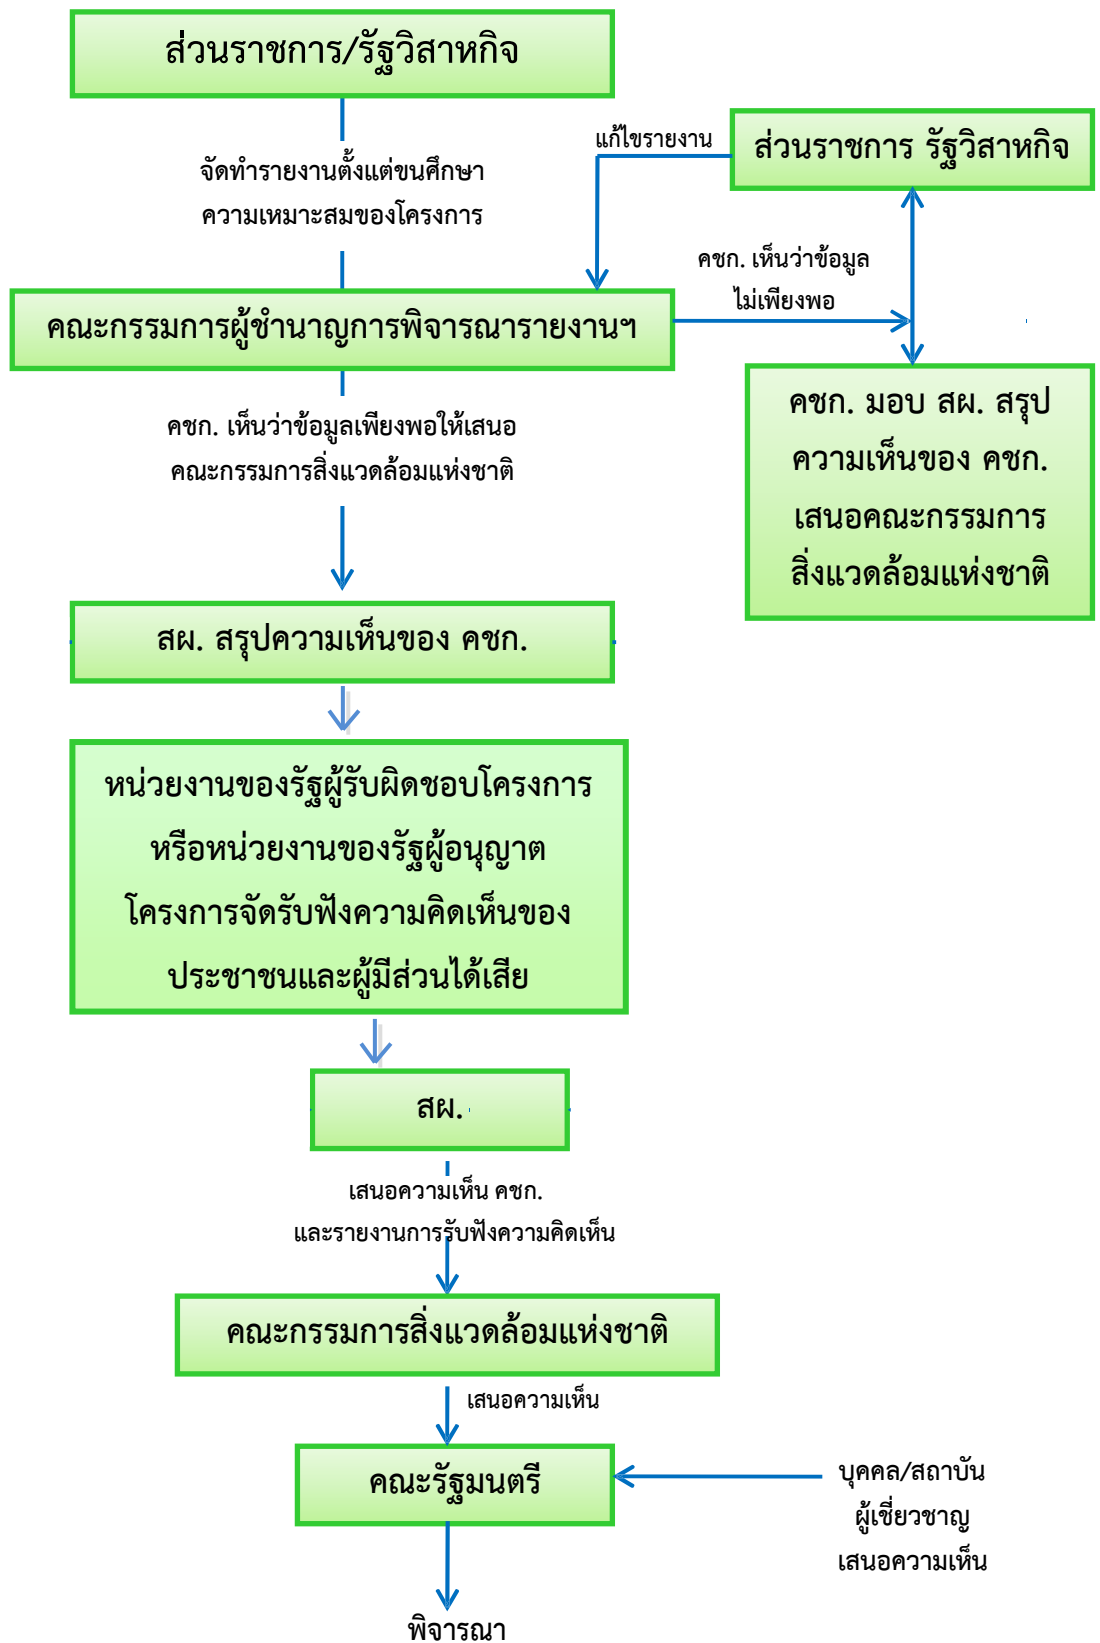 ส่วนราชการ/รัฐวิสาหกิจ
จัดทำรายงานตั้งแต่ขนศึกษา
ความเหมาะสมของโครงการ
แก้ไขรายงาน
ส่วนราชการ รัฐวิสาหกิจ
คชก. เห็นว่าข้อมูล
ไม่เพียงพอ
คณะกรรมการผู้ชำนาญการพิจารณารายงานฯ
คชก. มอบ สผ. สรุป
ความเห็นของ คชก.
เสนอคณะกรรมการ
สิ่งแวดล้อมแห่งชาติ
คชก. เห็นว่าข้อมูลเพียงพอให้เสนอ
คณะกรรมการสิ่งแวดล้อมแห่งชาติ
สผ. สรุปความเห็นของ คชก.
หน่วยงานของรัฐผู้รับผิดชอบโครงการ
หรือหน่วยงานของรัฐผู้อนุญาต
โครงการจัดรับฟังความคิดเห็นของ
ประชาชนและผู้มีส่วนได้เสีย
สผ.
เสนอความเห็น คชก.
และรายงานการรับฟังความคิดเห็น
คณะกรรมการสิ่งแวดล้อมแห่งชาติ
เสนอความเห็น
คณะรัฐมนตรี
บุคคล/สถาบัน
ผู้เชี่ยวชาญ
เสนอความเห็น
พิจารณา